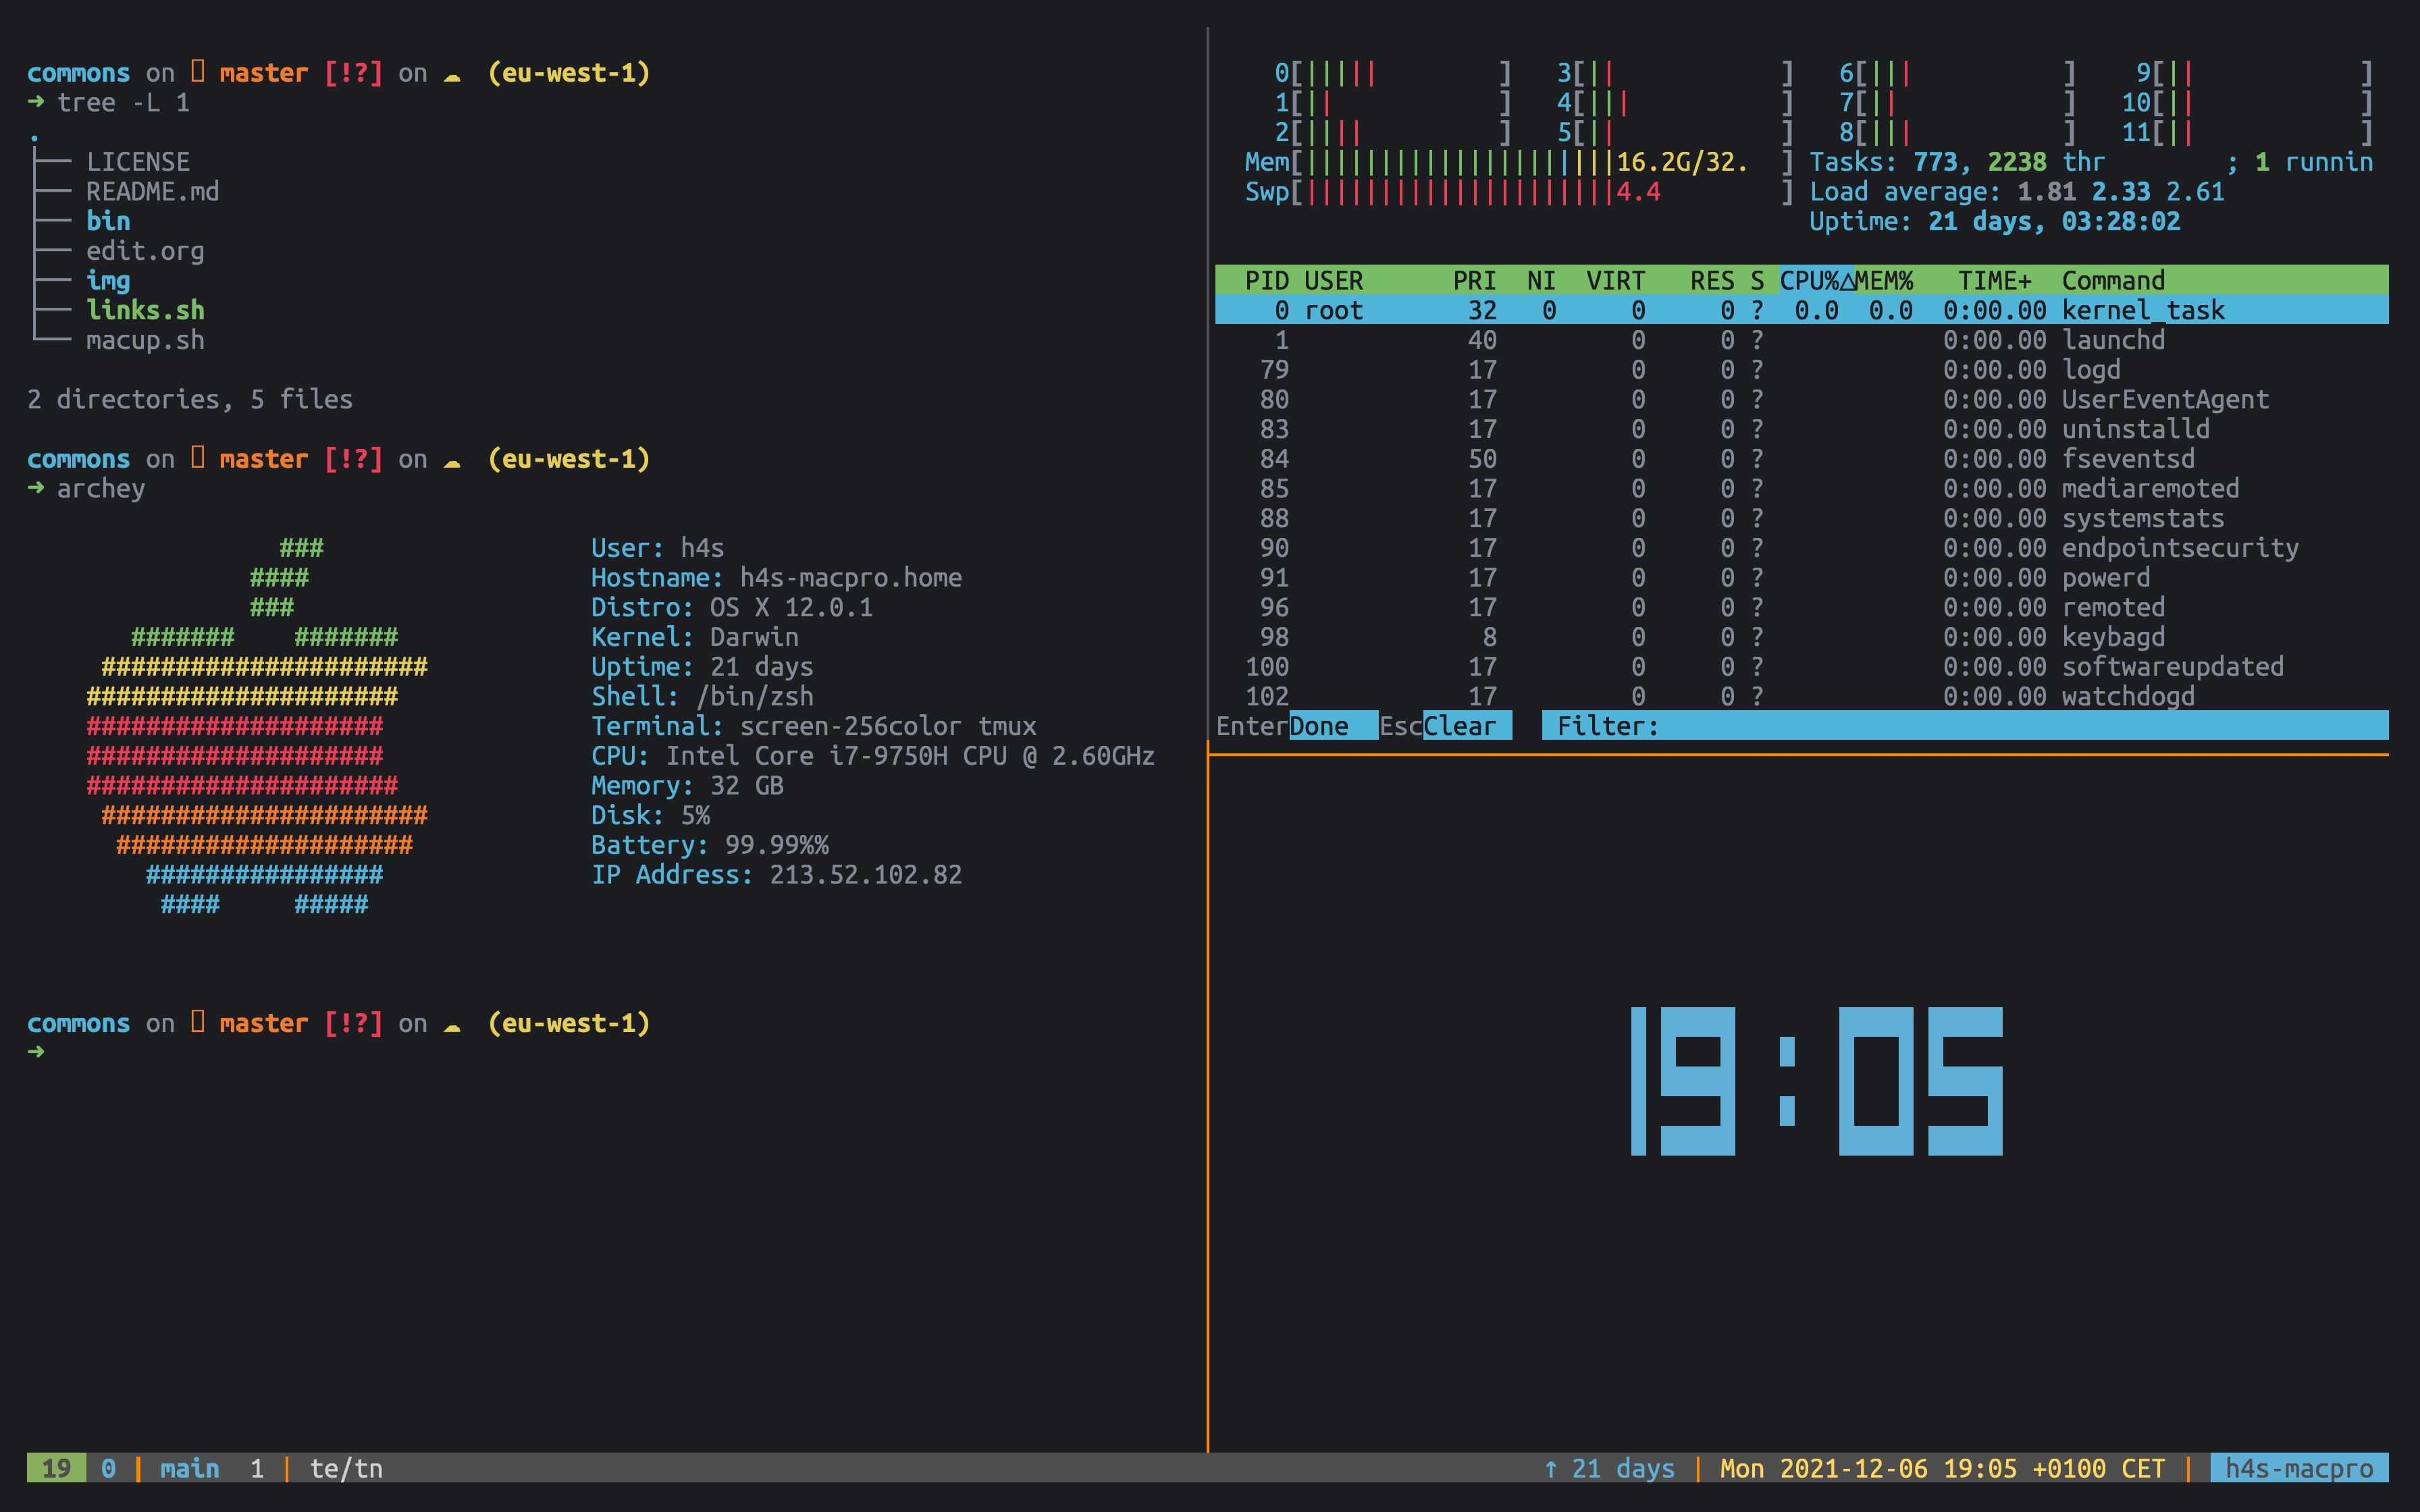 commons on master [!?] on ☁ (eu-west-1)
➜ tree -L 1
.
├── LICENSE
├── README.md
├── bin
├── edit.org
├── img
├── links.sh
└── macup.sh
2 directories, 5 files
commons on master [!?] on ☁ (eu-west-1)
➜ archey
### User: h4s
#### Hostname: h4s-macpro.home
### Distro: OS X 12.0.1
####### ####### Kernel: Darwin
###################### Uptime: 21 days
##################### Shell: /bin/zsh
#################### Terminal: screen-256color tmux
#################### CPU: Intel Core i7-9750H CPU @ 2.60GHz
##################### Memory: 32 GB
###################### Disk: 5%
#################### Battery: 99.99%%
################ IP Address: 213.52.102.82
#### #####
commons on master [!?] on ☁ (eu-west-1)
➜
0[||||| ] 3[|| ] 6[||| ] 9[|| ]
1[|| ] 4[||| ] 7[|| ] 10[|| ]
2[|||| ] 5[|| ] 8[||| ] 11[|| ]
Mem[|||||||||||||||||||||16.2G/32. ] Tasks: 773, 2238 thr ; 1 runnin
Swp[|||||||||||||||||||||4.4 ] Load average: 1.81 2.33 2.61
Uptime: 21 days, 03:28:02
PID USER PRI NI VIRT RES S CPU%△MEM% TIME+ Command
0 root 32 0 0 0 ? 0.0 0.0 0:00.00 kernel_task
1 40 0 0 ? 0:00.00 launchd
79 17 0 0 ? 0:00.00 logd
80 17 0 0 ? 0:00.00 UserEventAgent
83 17 0 0 ? 0:00.00 uninstalld
84 50 0 0 ? 0:00.00 fseventsd
85 17 0 0 ? 0:00.00 mediaremoted
88 17 0 0 ? 0:00.00 systemstats
90 17 0 0 ? 0:00.00 endpointsecurity
91 17 0 0 ? 0:00.00 powerd
96 17 0 0 ? 0:00.00 remoted
98 8 0 0 ? 0:00.00 keybagd
100 17 0 0 ? 0:00.00 softwareupdated
102 17 0 0 ? 0:00.00 watchdogd
EnterDone EscClear Filter:
19:05
19 0 | main 1 | te/tn ↑ 21 days | Mon 2021-12-06 19:05 +0100 CET | h4s-macpro